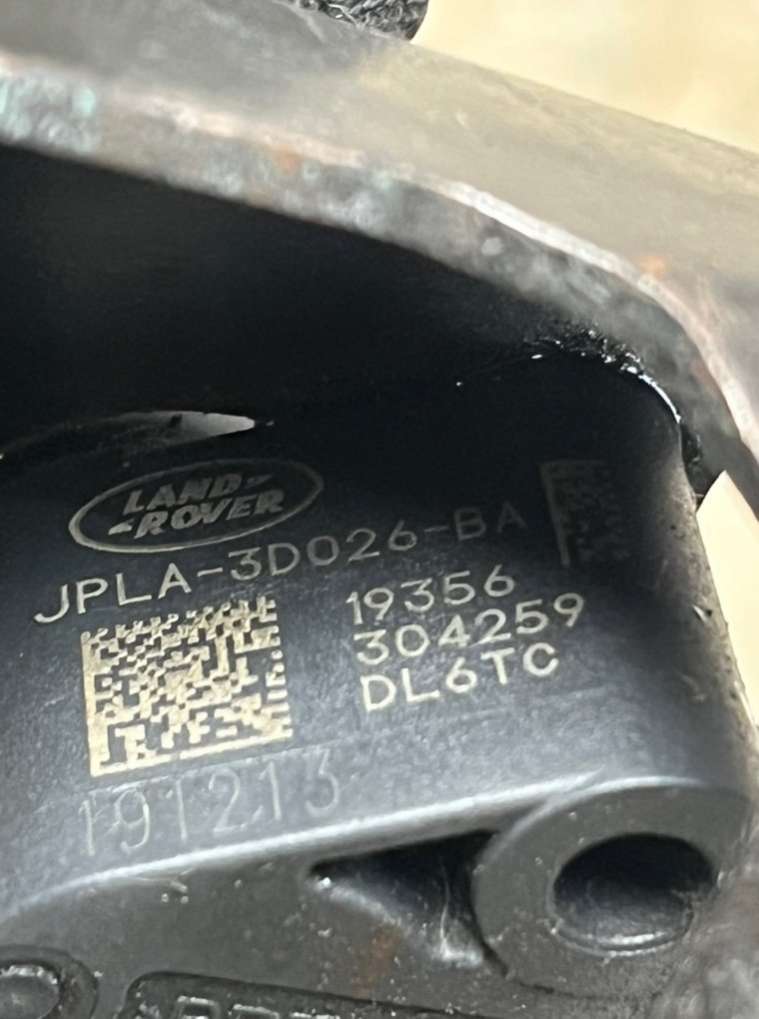 LAND-
-ROVER
JPLA-3D026-BA
19356
304259
DL6TC
191213